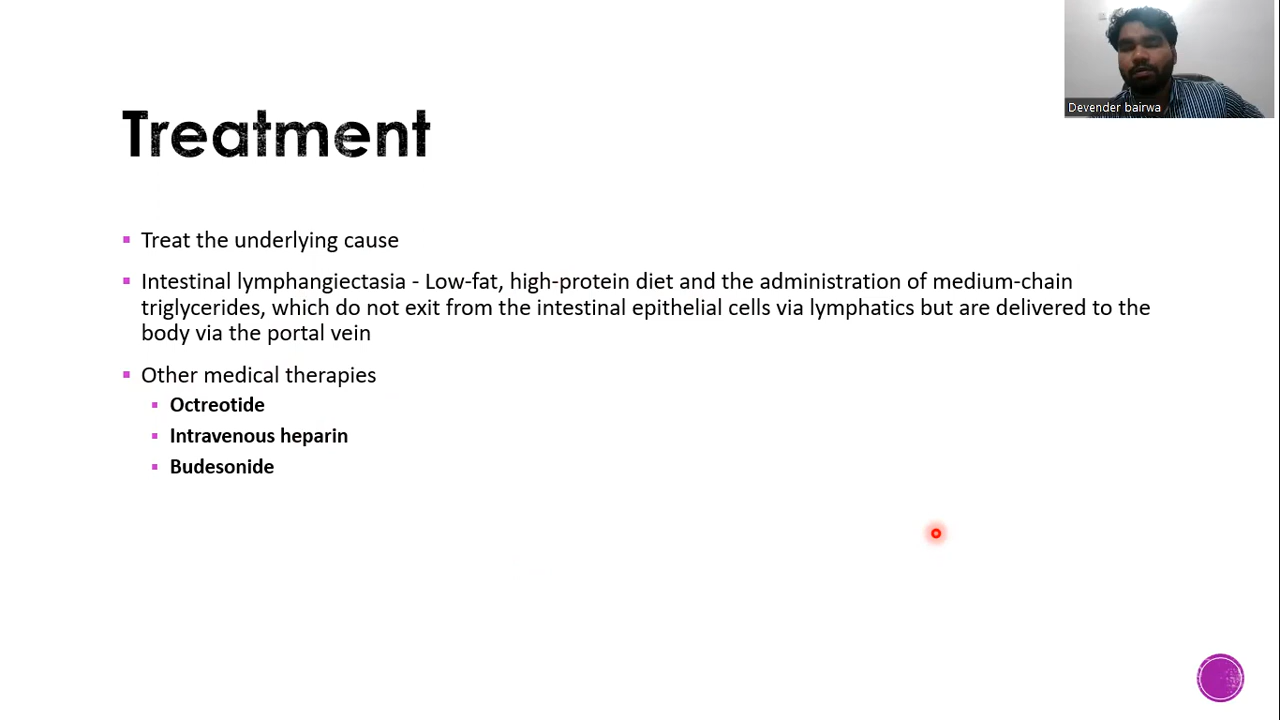 Devender bairwa
Treatment
Treat the underlying cause
Intestinal lymphangiectasia - Low-fat, high-protein diet and the administration of medium-chain
triglycerides, which do not exit from the intestinal epithelial cells via lymphatics but are delivered to the
body via the portal vein
Other medical therapies
Octreotide
Intravenous heparin
Budesonide